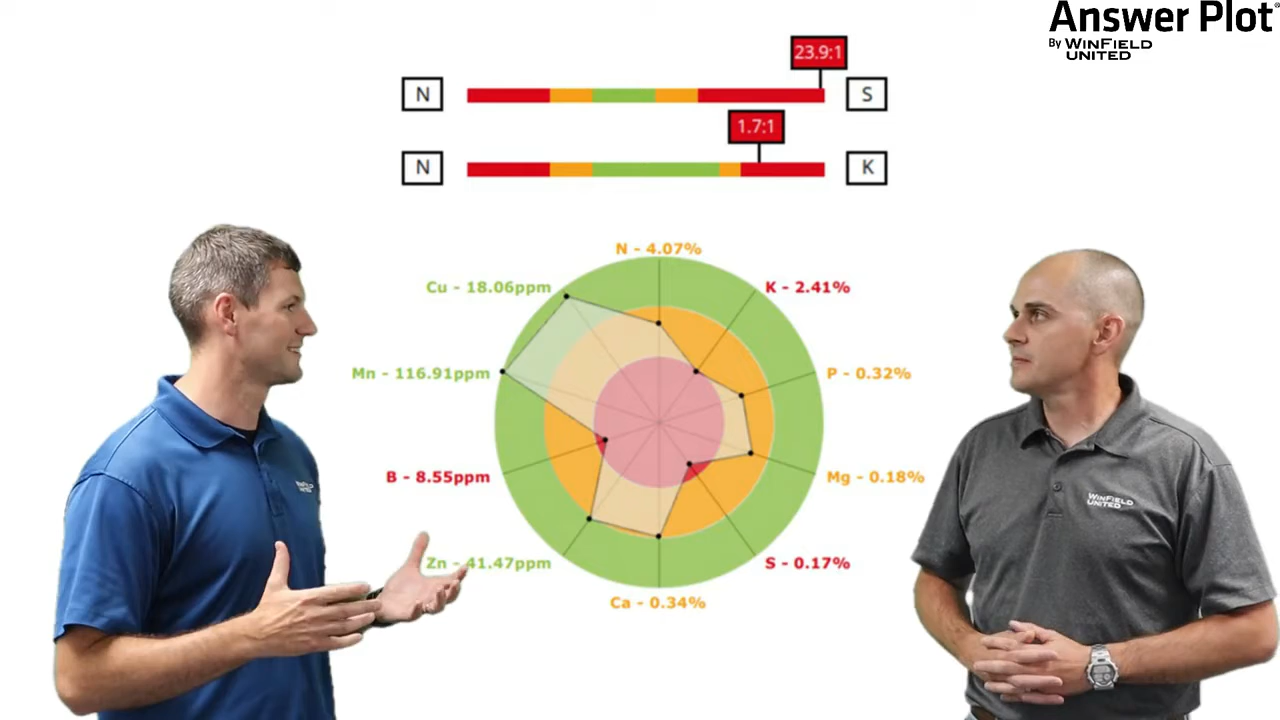 Answer Plot®
By WINFIELD
UNITED
23.9:1
N
S
1.7:1
N
K
N - 4.07%
Cu - 18.06ppm
K - 2.41%
Mn - 116.91ppm
P - 0.32%
B - 8.55ppm
Mg - 0.18%
Zn - 41.47ppm
S - 0.17%
Ca - 0.34%
WINFIELD
UNITED
WINFIELD
UNITED